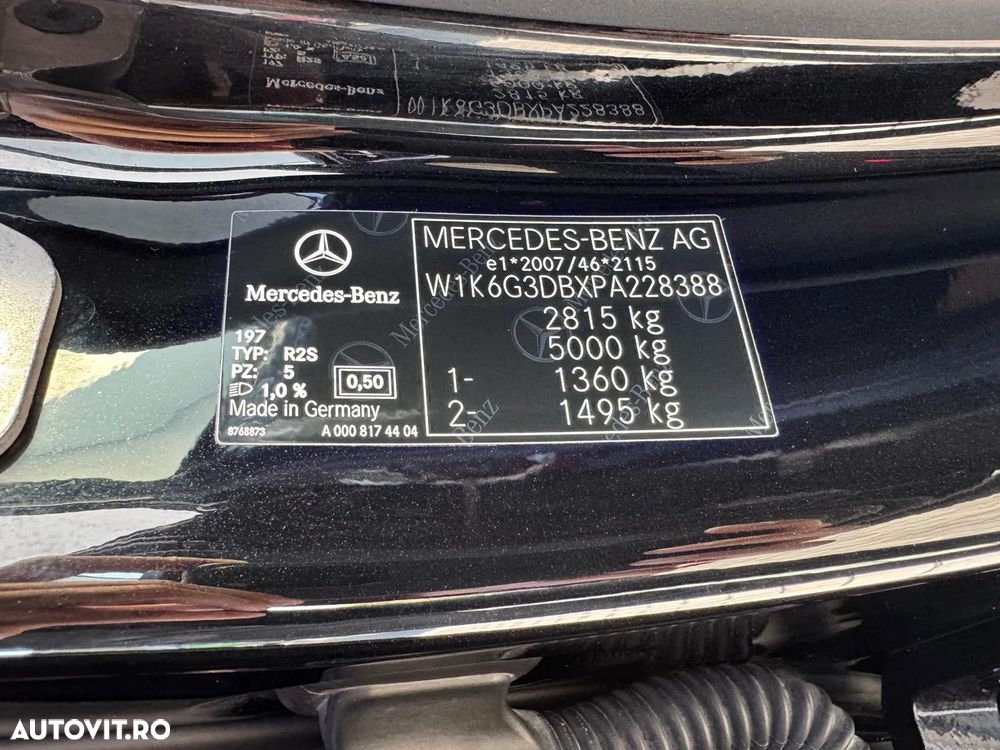 Mercedes-Benz
197
TYP: R2S
PZ: 5
1,0 %
0,50
Made in Germany
8768873
A 000 817 44 04
MERCEDES-BENZ AG
e1*2007/46*2115
W1K6G3DBXPA228388
2815 kg
5000 kg
1- 1360 kg
2- 1495 kg
AUTOVIT.RO